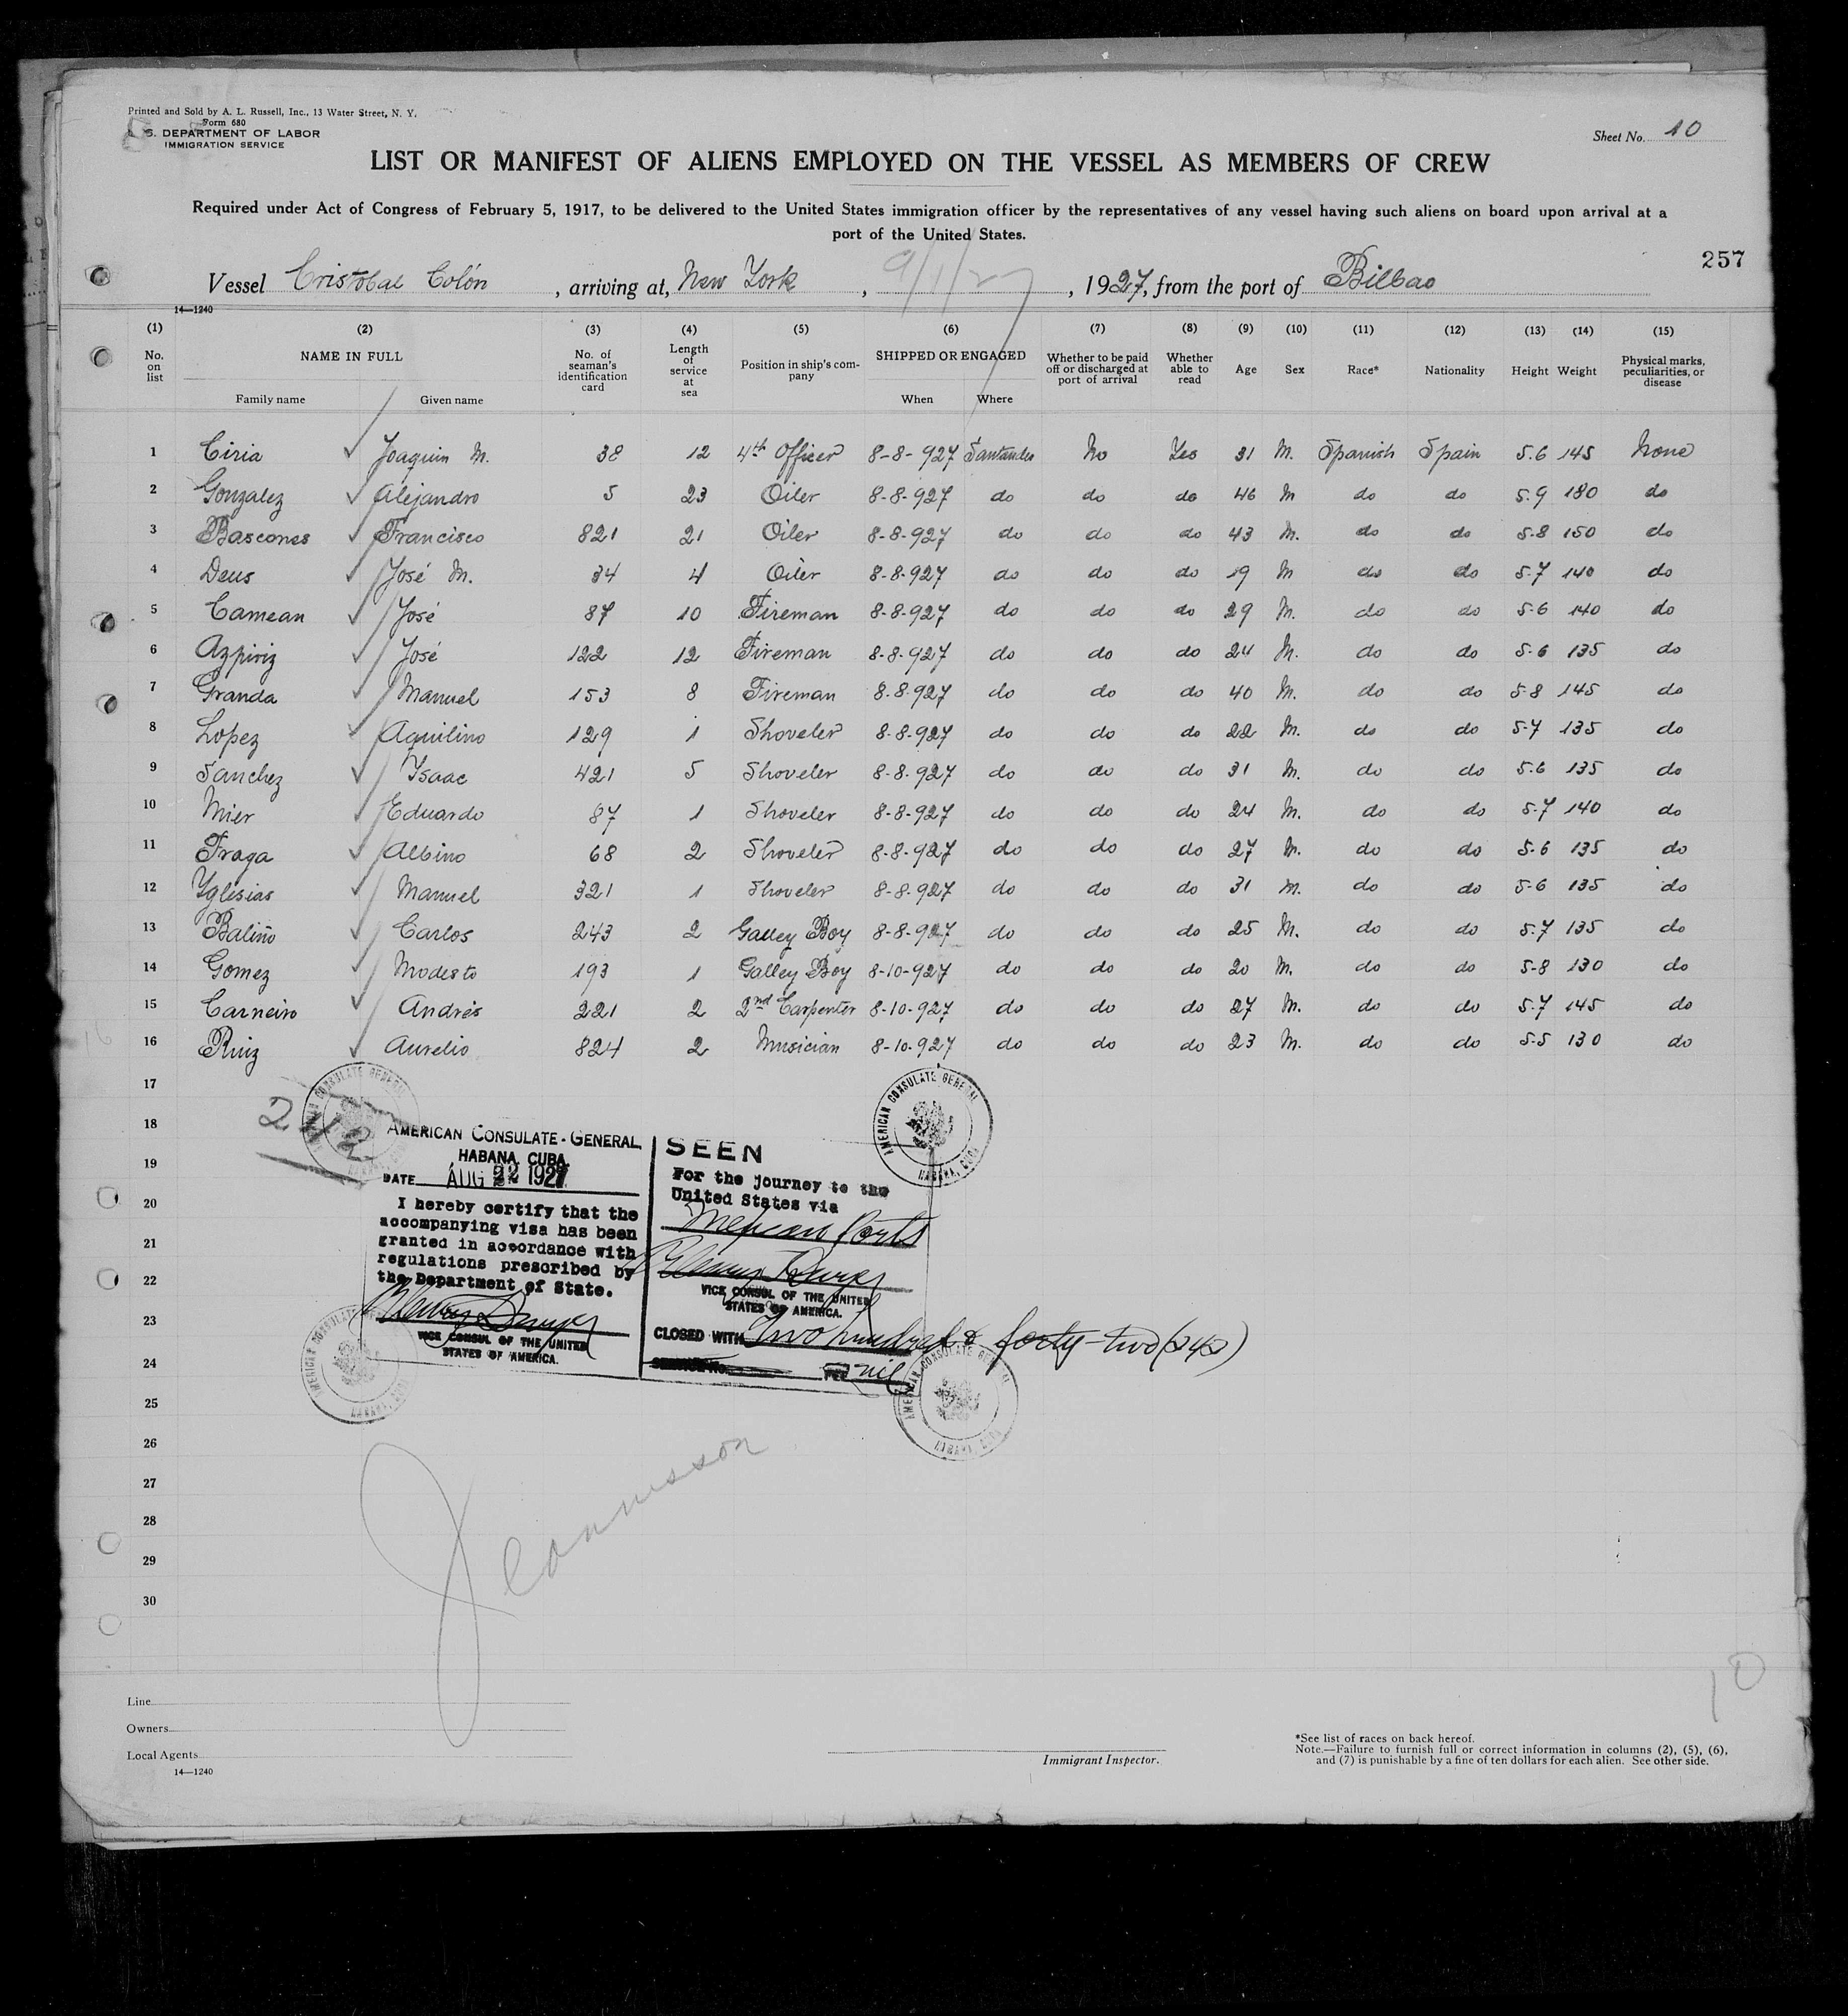 Printed and Sold by A. L. Russell, Inc., 13 Water Street, N. Y.
Form 680
U. S. DEPARTMENT OF LABOR
IMMIGRATION SERVICE
Sheet No. 10
LIST OR MANIFEST OF ALIENS EMPLOYED ON THE VESSEL AS MEMBERS OF CREW
Required under Act of Congress of February 5, 1917, to be delivered to the United States immigration officer by the representatives of any vessel having such aliens on board upon arrival at a
port of the United States.
257
Vessel Cristobal Colón, arriving at, New York, 9/1/27, 1927, from the port of Bilbao
14—1240
(1) (2) (3) (4) (5) (6) (7) (8) (9) (10) (11) (12) (13) (14) (15)
No. on list NAME IN FULL No. of seaman's identification card Length of service at sea Position in ship's company SHIPPED OR ENGAGED Whether to be paid off or discharged at port of arrival Whether able to read Age Sex Race* Nationality Height Weight Physical marks, peculiarities, or disease
Family name Given name When Where
1 Ciria Joaquin M. 38 12 4th Officer 8-8-927 Santander No Yes 31 M. Spanish Spain 5.6 145 None
2 Gonzalez Alejandro 5 23 Oiler 8-8-927 do do do 46 M do do 5.9 180 do
3 Bascones Francisco 821 21 Oiler 8-8-927 do do do 43 M. do do 5-8 150 do
4 Deus José M. 34 4 Oiler 8-8-927 do do do 19 M do do 5-7 140 do
5 Camean José 87 10 Fireman 8-8-927 do do do 29 M. do do 5-6 140 do
6 Azpiriz José 122 12 Fireman 8-8-927 do do do 24 M. do do 5-6 135 do
7 Granda Manuel 153 8 Fireman 8-8-927 do do do 40 M. do do 5-8 145 do
8 Lopez Aquilino 129 1 Shoveler 8-8-927 do do do 22 M. do do 5-7 135 do
9 Sanchez Isaac 421 5 Shoveler 8-8-927 do do do 31 M. do do 5-6 135 do
10 Mier Eduardo 87 1 Shoveler 8-8-927 do do do 24 M. do do 5-7 140 do
11 Fraga Albino 68 2 Shoveler 8-8-927 do do do 27 M. do do 5-6 135 do
12 Yglesias Manuel 321 1 Shoveler 8-8-927 do do do 31 M. do do 5-6 135 do
13 Baliño Carlos 243 2 Galley Boy 8-8-927 do do do 25 M. do do 5.7 135 do
14 Gomez Modesto 193 1 Galley Boy 8-10-927 do do do 20 M. do do 5-8 130 do
15 Carneiro Andrés 221 2 2nd Carpenter 8-10-927 do do do 27 M. do do 5-7 145 do
16 Ruiz Aurelio 824 2 Musician 8-10-927 do do do 23 M. do do 5-5 130 do
17
18
19
20
21
22
23
24
25
26
27
28
29
30
242
AMERICAN CONSULATE GENERAL
HABANA, CUBA
AMERICAN CONSULATE-GENERAL
HABANA, CUBA
DATE AUG 22 1927
I hereby certify that the
accompanying visa has been
granted in accordance with
regulations prescribed by
the Department of State.
VICE CONSUL OF THE UNITED
STATES OF AMERICA.
SEEN
For the journey to the
United States via
Mexican Ports
VICE CONSUL OF THE UNITED
STATES OF AMERICA.
CLOSED WITH Two hundred & forty-two (242)
SERVICE NO. FEE nil
AMERICAN CONSULATE GENERAL
HABANA, CUBA
AMERICAN CONSULATE GENERAL
HABANA, CUBA
AMERICAN CONSULATE GENERAL
HABANA, CUBA
10
Line
Owners
Local Agents
14—1240
Immigrant Inspector.
*See list of races on back hereof.
Note.—Failure to furnish full or correct information in columns (2), (5), (6),
and (7) is punishable by a fine of ten dollars for each alien. See other side.